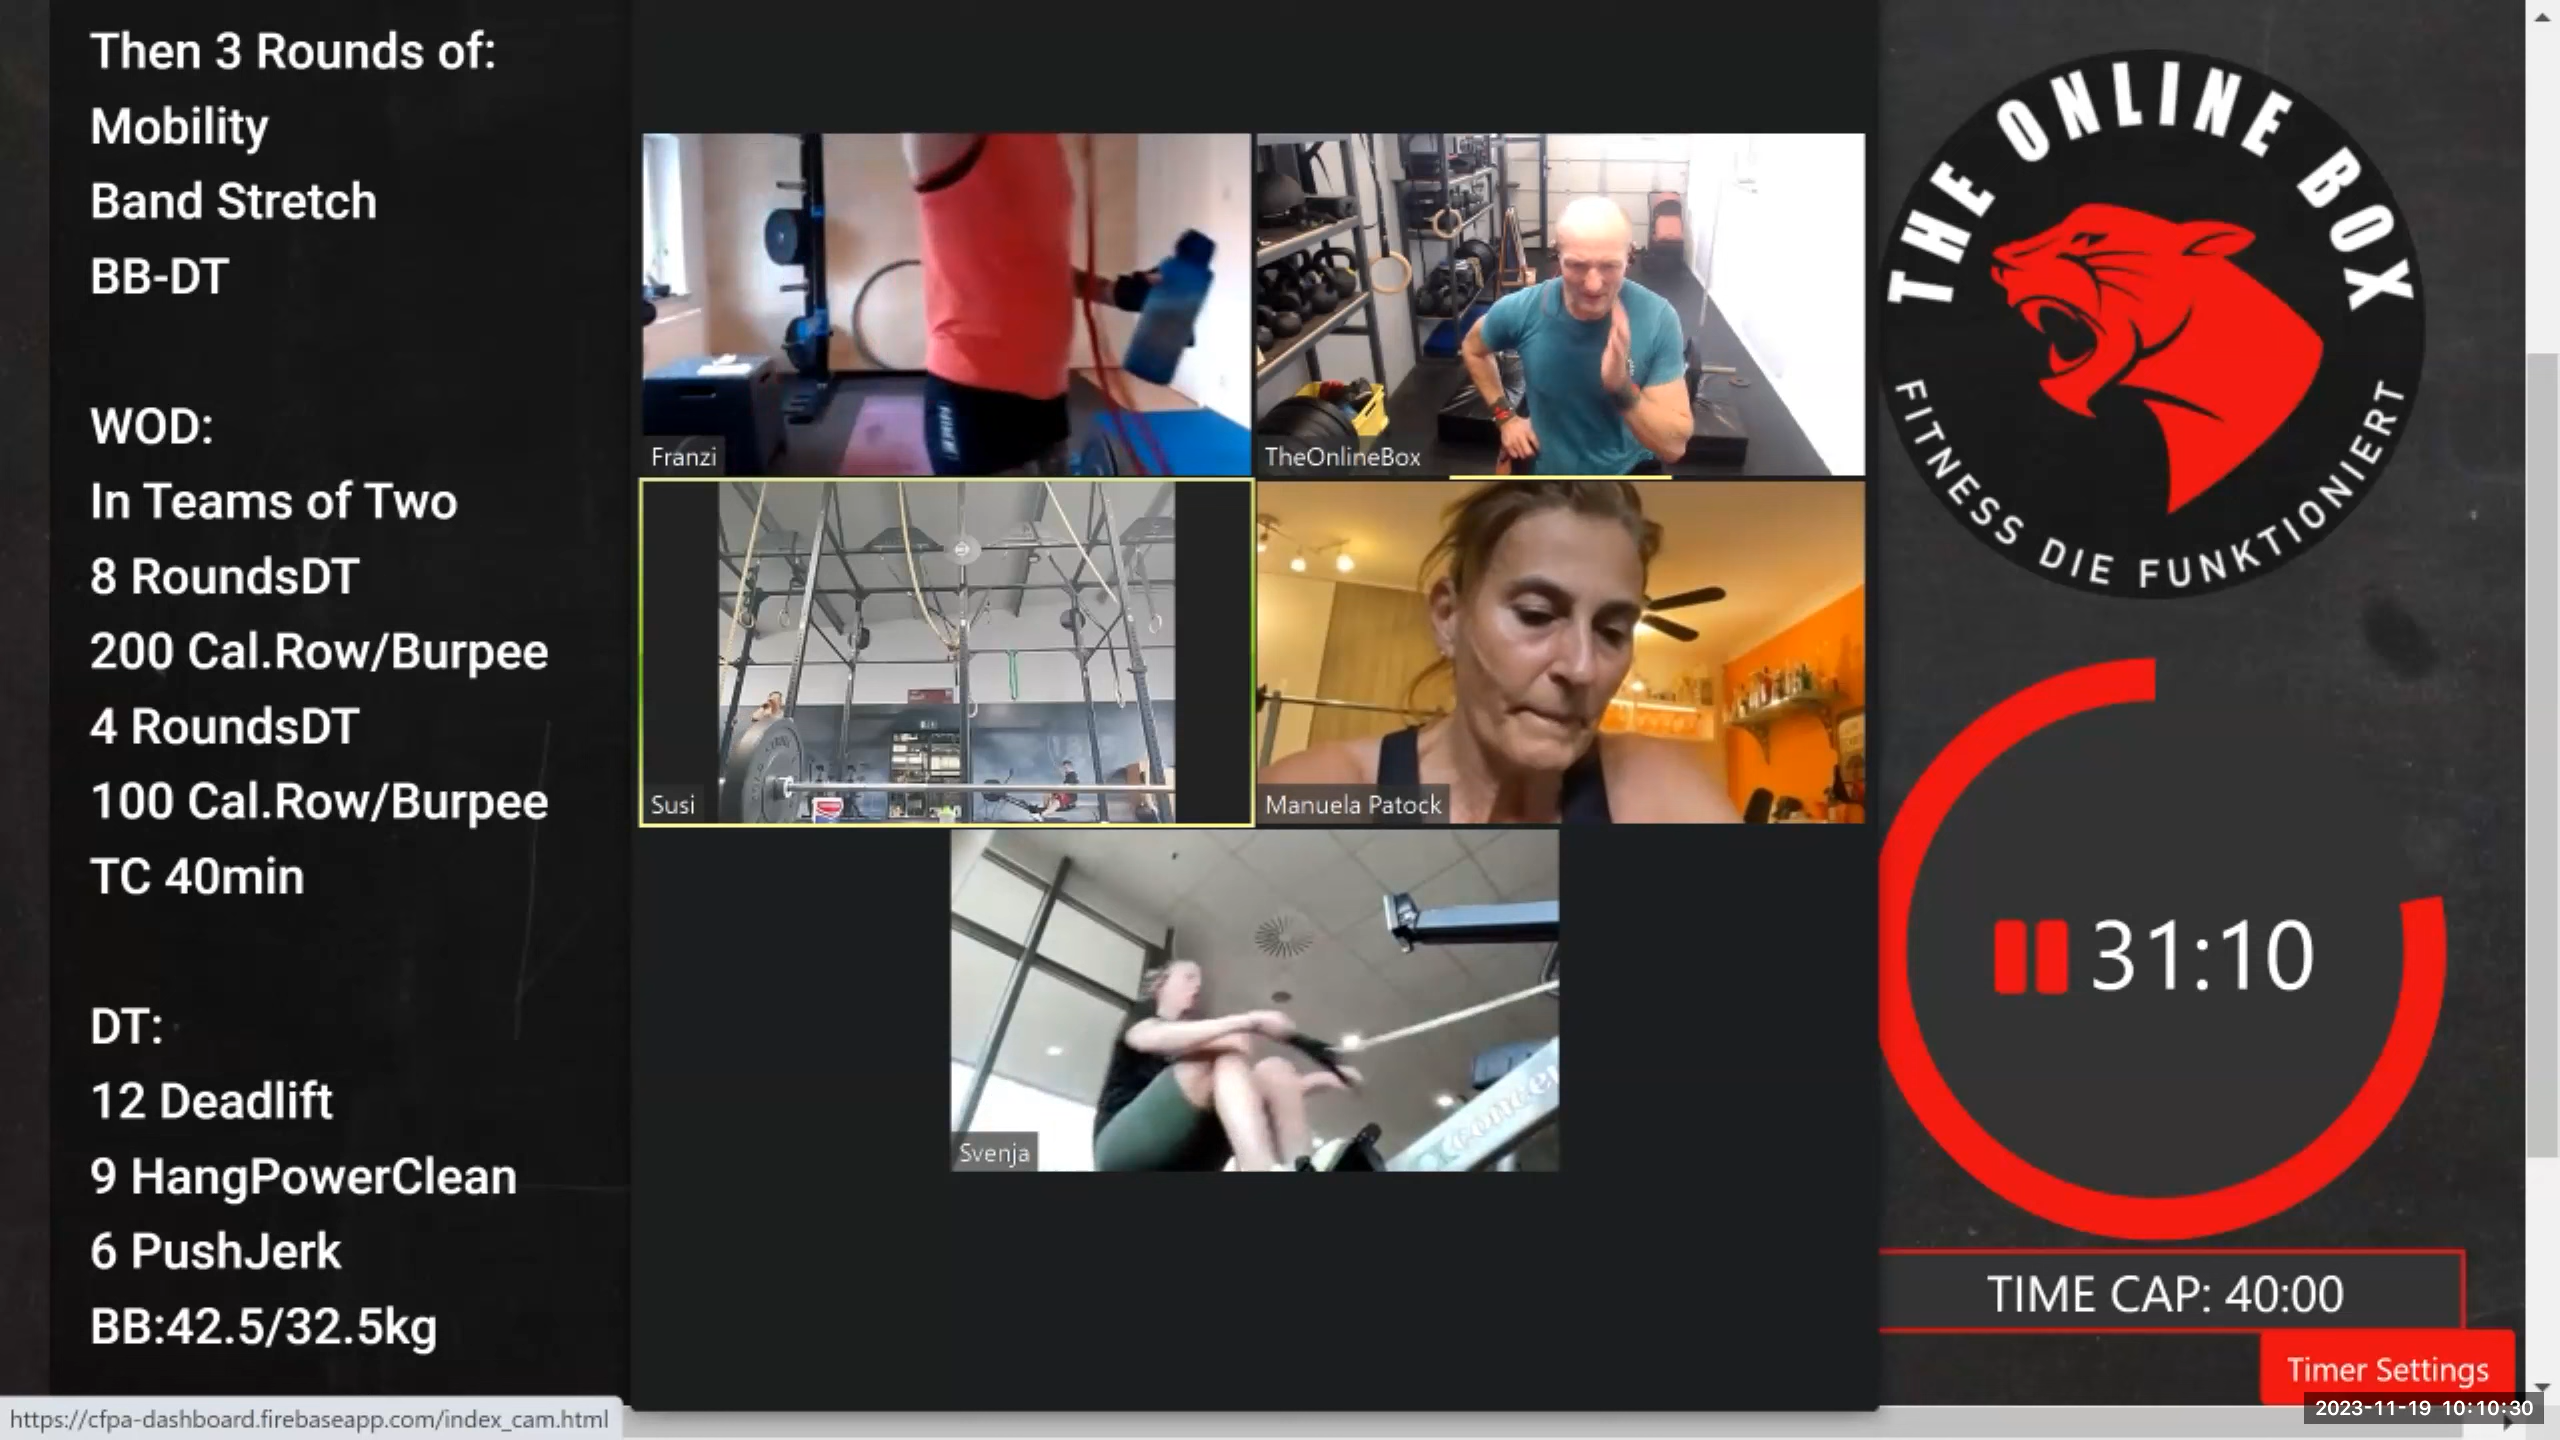 Then 3 Rounds of:
Mobility
Band Stretch
BB-DT
WOD:
In Teams of Two
8 RoundsDT
200 Cal.Row/Burpee
4 RoundsDT
100 Cal.Row/Burpee
TC 40min
DT:
12 Deadlift
9 HangPowerClean
6 PushJerk
BB:42.5/32.5kg
https://cfpa-dashboard.firebaseapp.com/index_cam.html
Franzi
TheOnlineBox
Susi
Manuela Patock
Svenja
THE ONLINE BOX
FITNESS DIE FUNKTIONIERT
31:10
TIME CAP: 40:00
Timer Settings
2023-11-19 10:10:30